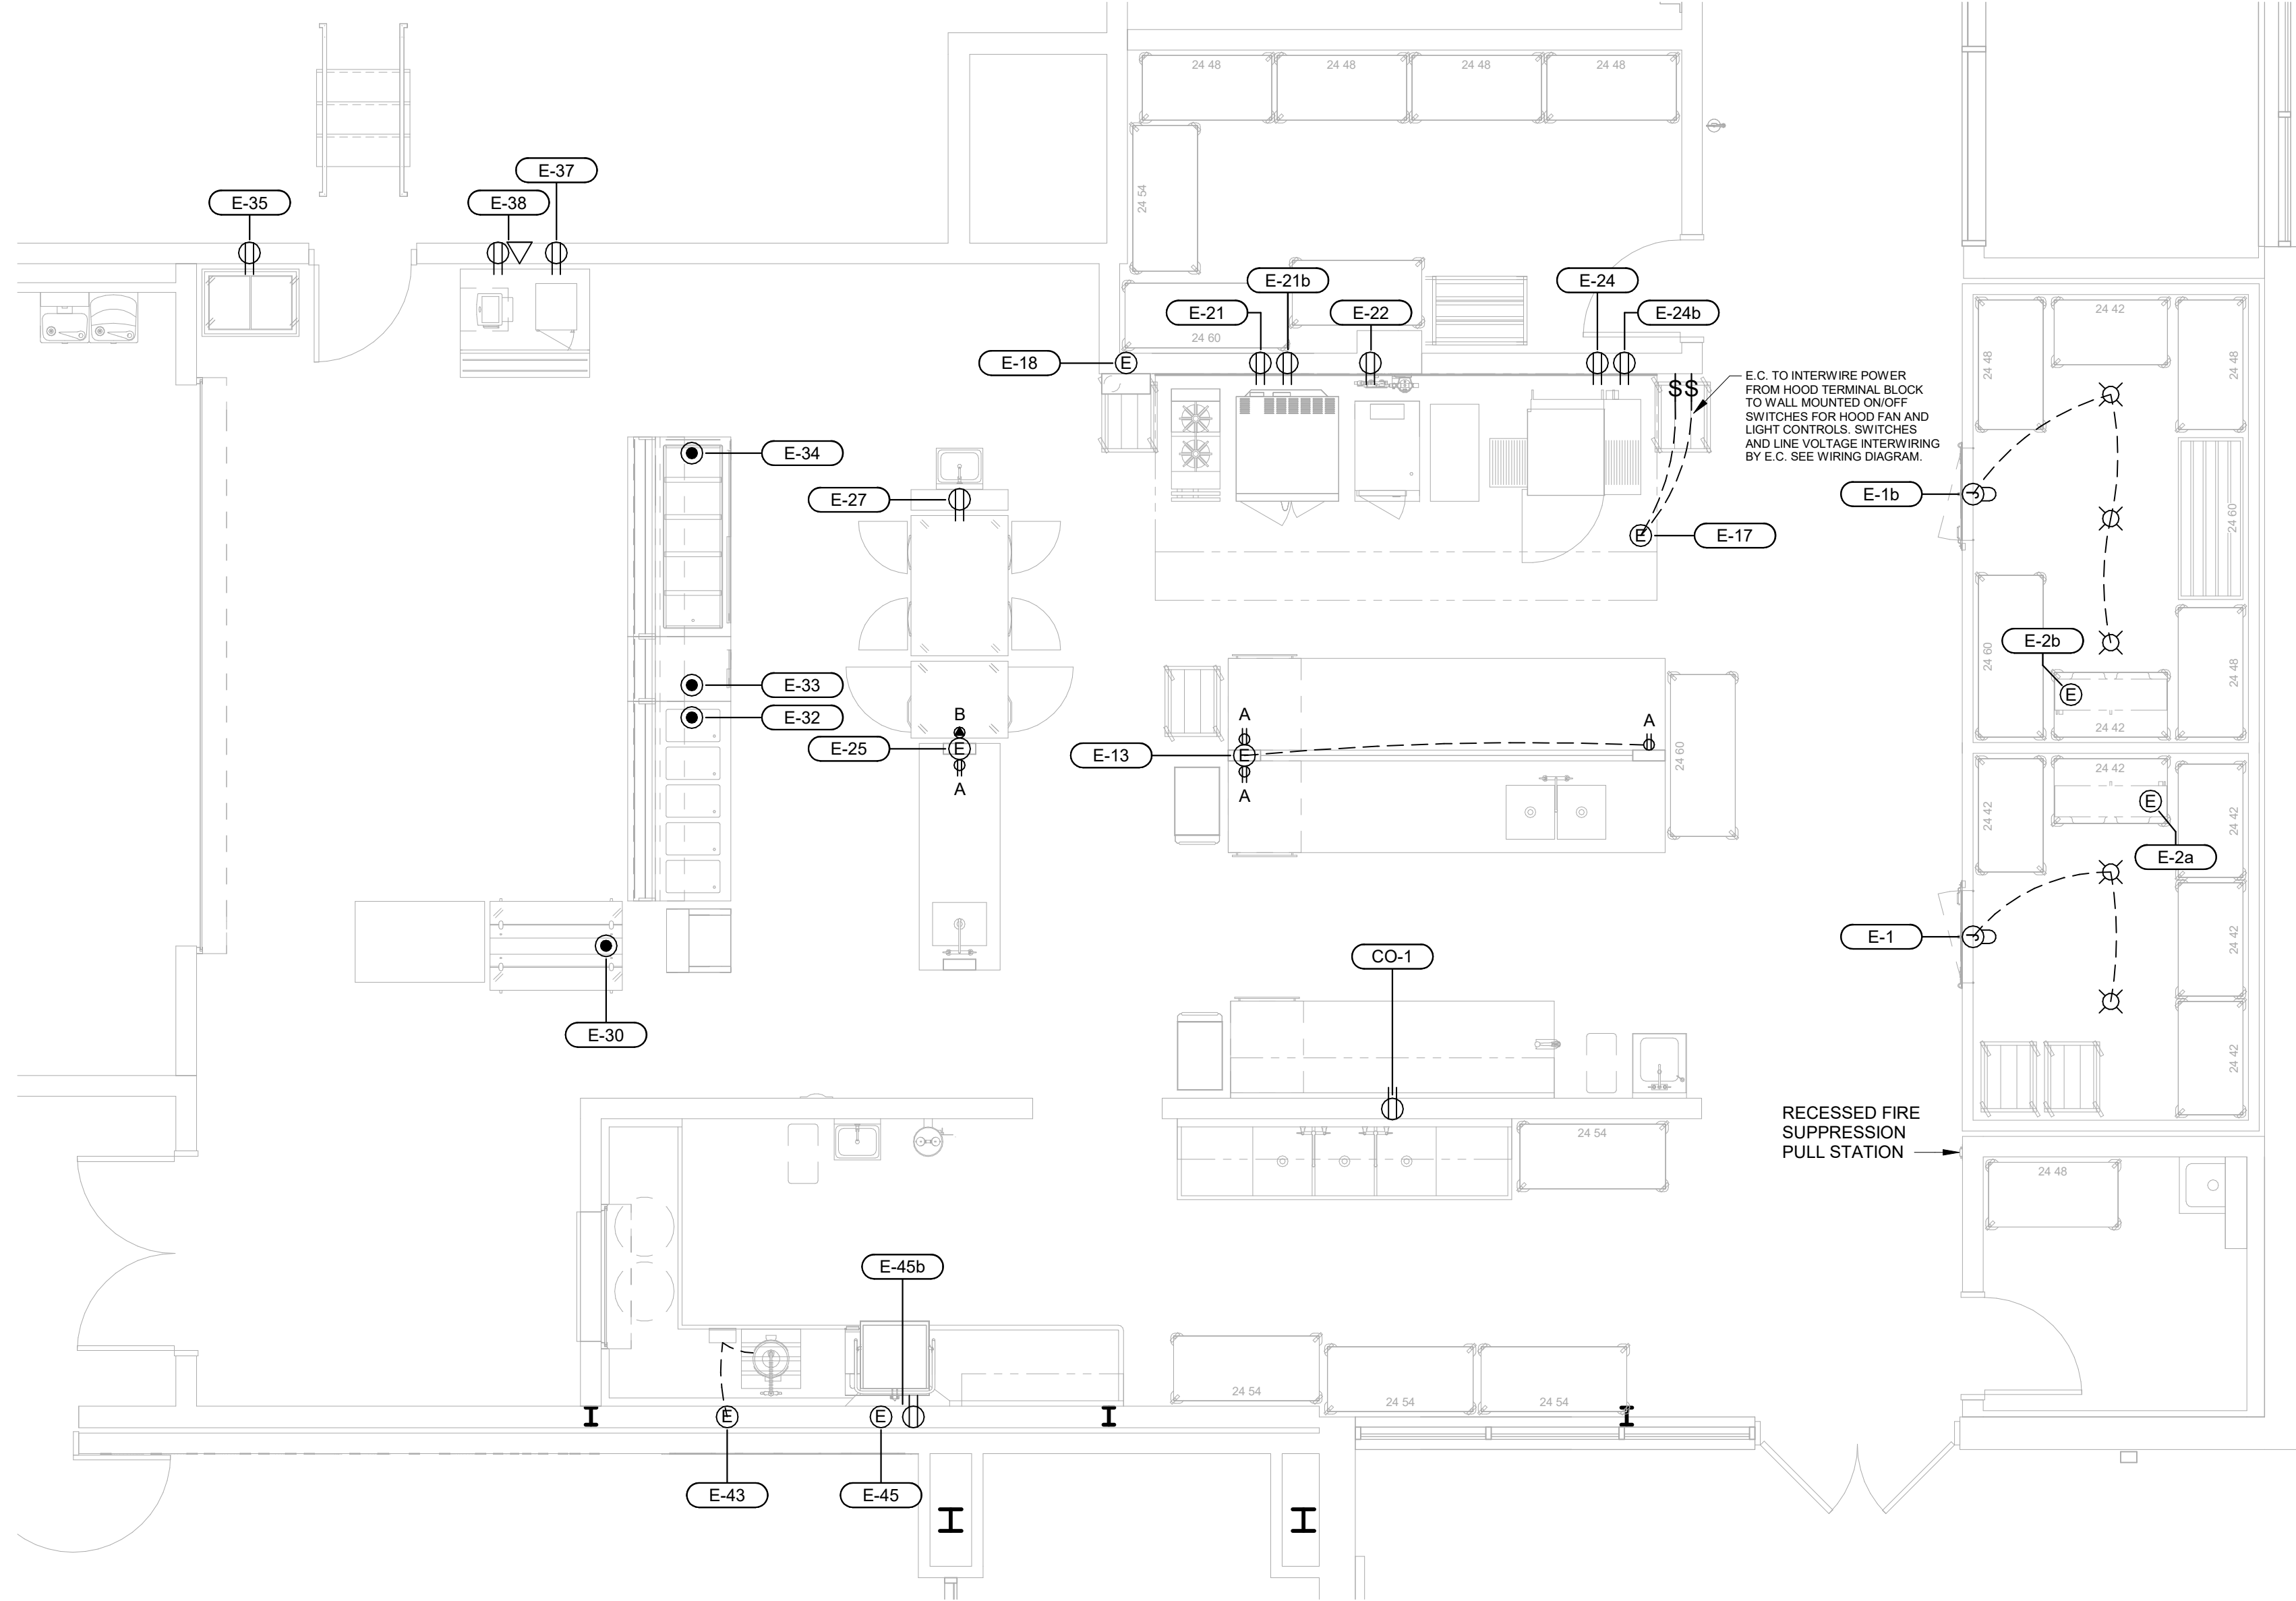 24 48
24 48
24 48
24 48
E-37
E-35
E-38
24 54
E-21b
E-24
24 42
E-21
E-22
E-24b
24 60
24 48
24 48
E-18
E
E.C. TO INTERWIRE POWER
FROM HOOD TERMINAL BLOCK
TO WALL MOUNTED ON/OFF
SWITCHES FOR HOOD FAN AND
LIGHT CONTROLS. SWITCHES
AND LINE VOLTAGE INTERWIRING
BY E.C. SEE WIRING DIAGRAM.
$$
E-34
E-27
E-1b
24 60
E
E-17
E-2b
24 60
24 48
E-33
E
B
A
A
E-32
24 42
E-25
E
E-13
E
24 60
24 42
A
A
E
24 42
24 42
E-2a
E-1
24 42
CO-1
E-30
24 42
RECESSED FIRE
SUPPRESSION
PULL STATION
24 54
24 48
E-45b
24 54
24 54
24 54
E
E
E-43
E-45